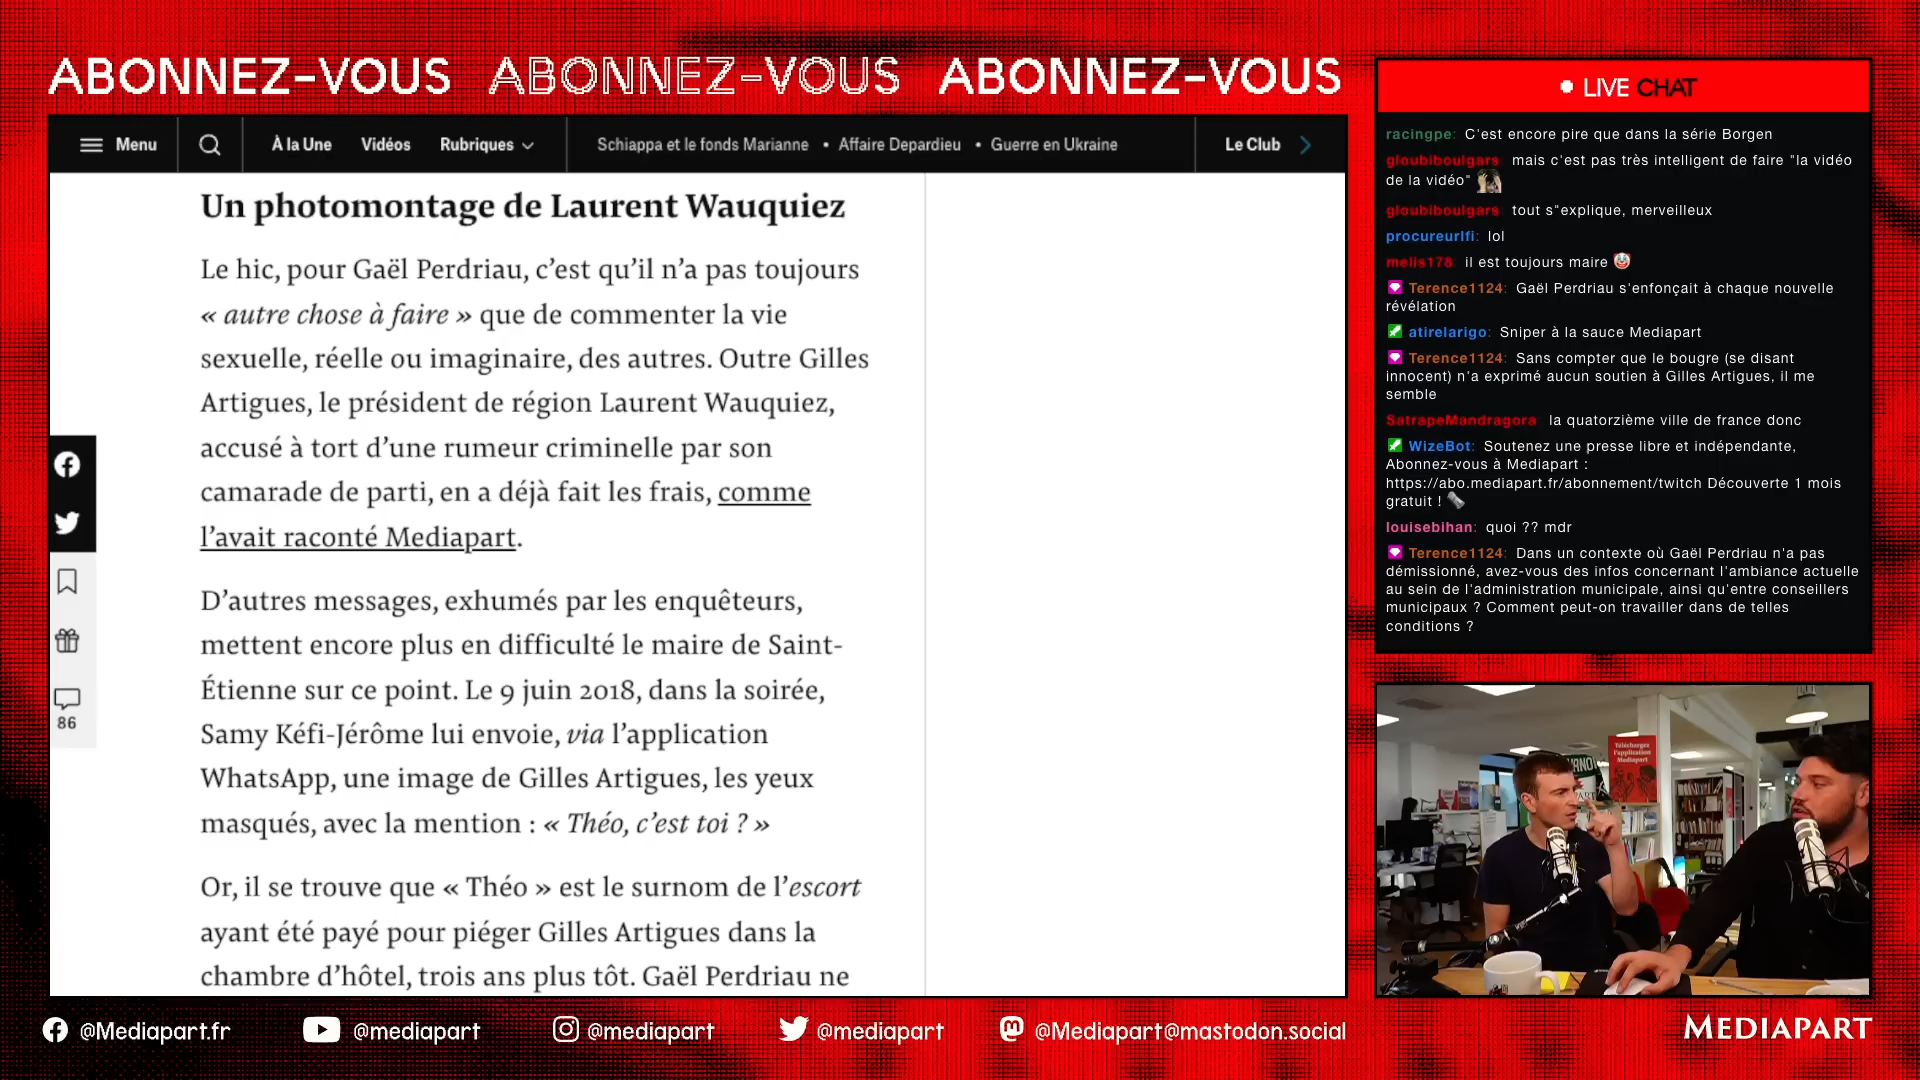 ABONNEZ-VOUS ABONNEZ-VOUS ABONNEZ-VOUS
Menu
À la Une Vidéos Rubriques
Schiappa et le fonds Marianne • Affaire Depardieu • Guerre en Ukraine
Le Club
Un photomontage de Laurent Wauquiez
Le hic, pour Gaël Perdriau, c’est qu’il n’a pas toujours
« autre chose à faire » que de commenter la vie
sexuelle, réelle ou imaginaire, des autres. Outre Gilles
Artigues, le président de région Laurent Wauquiez,
accusé à tort d’une rumeur criminelle par son
camarade de parti, en a déjà fait les frais, comme
l’avait raconté Mediapart.
D’autres messages, exhumés par les enquêteurs,
mettent encore plus en difficulté le maire de Saint-
Étienne sur ce point. Le 9 juin 2018, dans la soirée,
Samy Kéfi-Jérôme lui envoie, via l’application
WhatsApp, une image de Gilles Artigues, les yeux
masqués, avec la mention : « Théo, c’est toi ? »
Or, il se trouve que « Théo » est le surnom de l’escort
ayant été payé pour piéger Gilles Artigues dans la
chambre d’hôtel, trois ans plus tôt. Gaël Perdriau ne
86
LIVE CHAT
racingpe: C'est encore pire que dans la série Borgen
gloubiboulgars: mais c'est pas très intelligent de faire "la vidéo
de la vidéo"
gloubiboulgars: tout s"explique, merveilleux
procureurlfi: lol
melis178: il est toujours maire 🤡
Terence1124: Gaël Perdriau s'enfonçait à chaque nouvelle
révélation
atirelarigo: Sniper à la sauce Mediapart
Terence1124: Sans compter que le bougre (se disant
innocent) n'a exprimé aucun soutien à Gilles Artigues, il me
semble
SatrapeMandragora: la quatorzième ville de france donc
WizeBot: Soutenez une presse libre et indépendante,
Abonnez-vous à Mediapart :
https://abo.mediapart.fr/abonnement/twitch Découverte 1 mois
gratuit ! 🗞️
louisebihan: quoi ?? mdr
Terence1124: Dans un contexte où Gaël Perdriau n'a pas
démissionné, avez-vous des infos concernant l'ambiance actuelle
au sein de l'administration municipale, ainsi qu'entre conseillers
municipaux ? Comment peut-on travailler dans de telles
conditions ?
Téléchargez
l'application
Mediapart
@Mediapart.fr
@mediapart
@mediapart
@mediapart
@Mediapart@mastodon.social
MEDIAPART